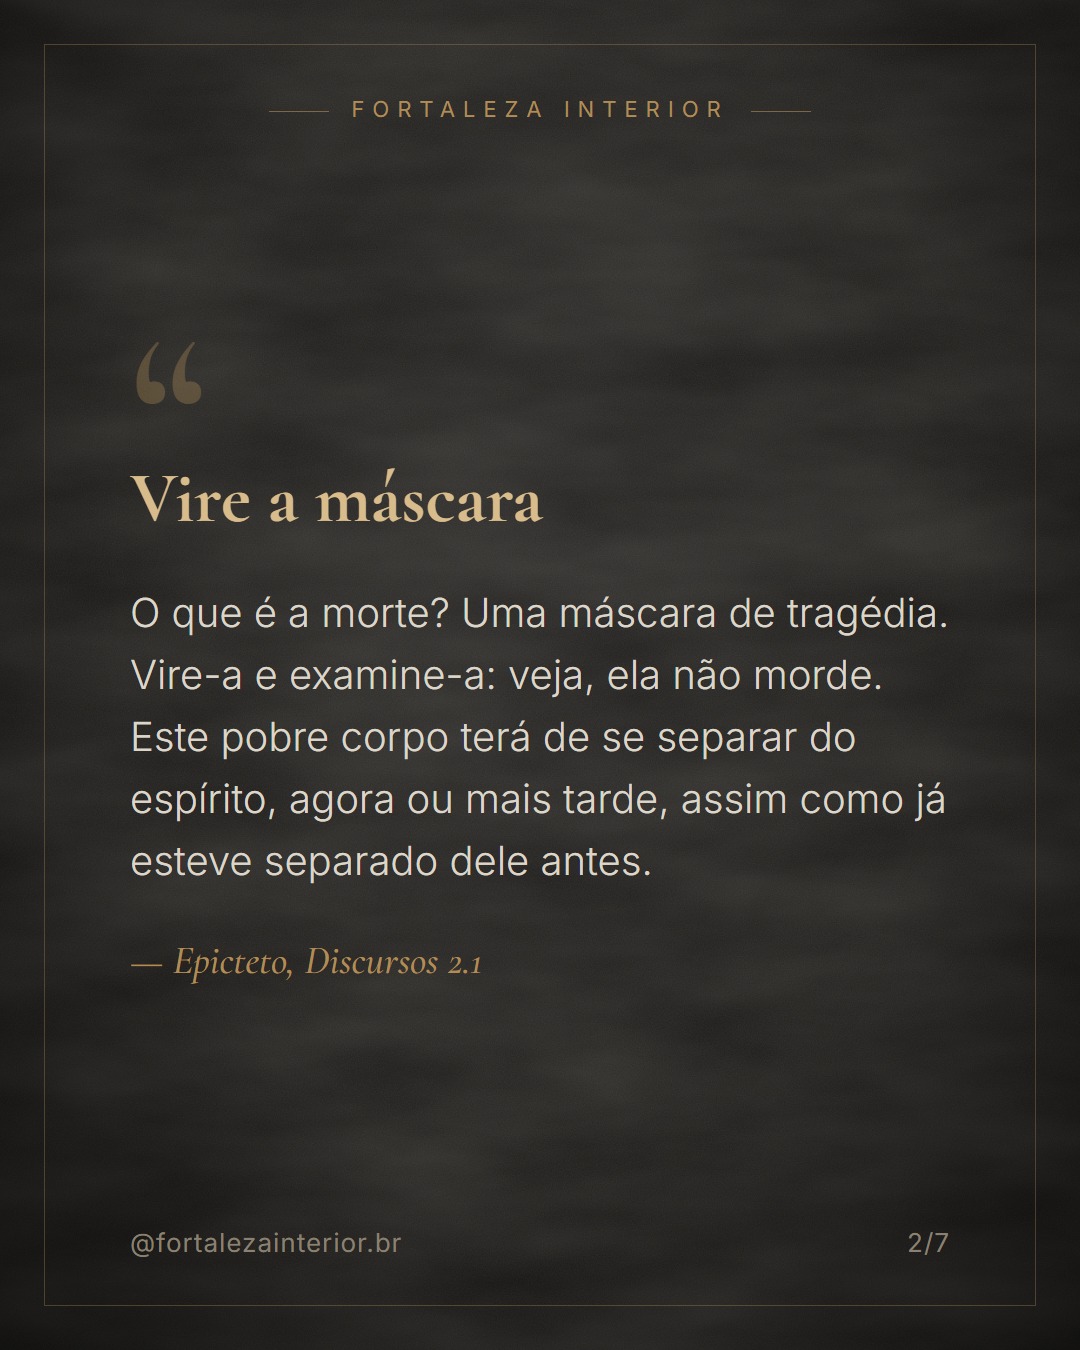 FORTALEZA INTERIOR
“
Vire a máscara
O que é a morte? Uma máscara de tragédia.
Vire-a e examine-a: veja, ela não morde.
Este pobre corpo terá de se separar do
espírito, agora ou mais tarde, assim como já
esteve separado dele antes.
— Epicteto, Discursos 2.1
@fortalezainterior.br
2/7